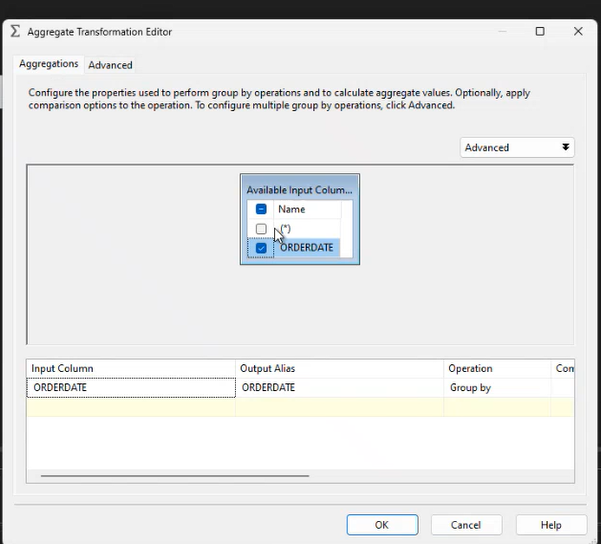 Aggregate Transformation Editor
Aggregations Advanced
Configure the properties used to perform group by operations and to calculate aggregate values. Optionally, apply
comparison options to the operation. To configure multiple group by operations, click Advanced.
Advanced
Available Input Colum...
Name
(*)
ORDERDATE
Input Column Output Alias Operation Com
ORDERDATE ORDERDATE Group by
OK Cancel Help